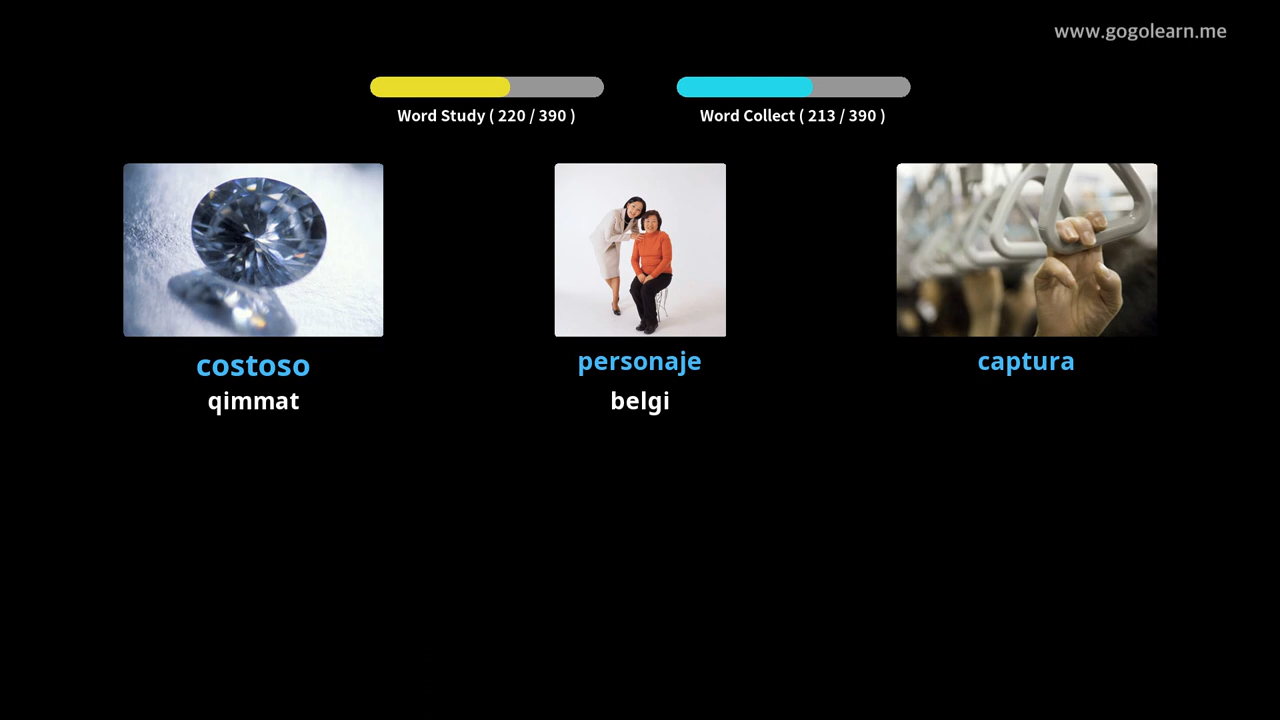 www.gogolearn.me
Word Study ( 220 / 390 )
Word Collect ( 213 / 390 )
costoso
qimmat
personaje
belgi
captura